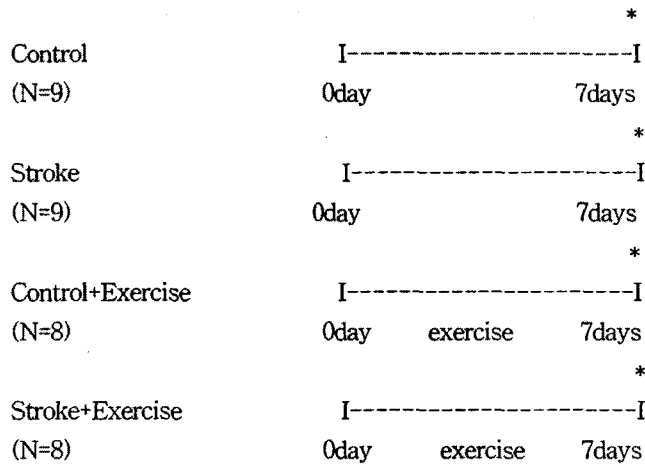 *
Control I----------------------I
(N=9) 0day 7days
*
Stroke I----------------------I
(N=9) 0day 7days
*
Control+Exercise I----------------------I
(N=8) 0day exercise 7days
*
Stroke+Exercise I----------------------I
(N=8) 0day exercise 7days